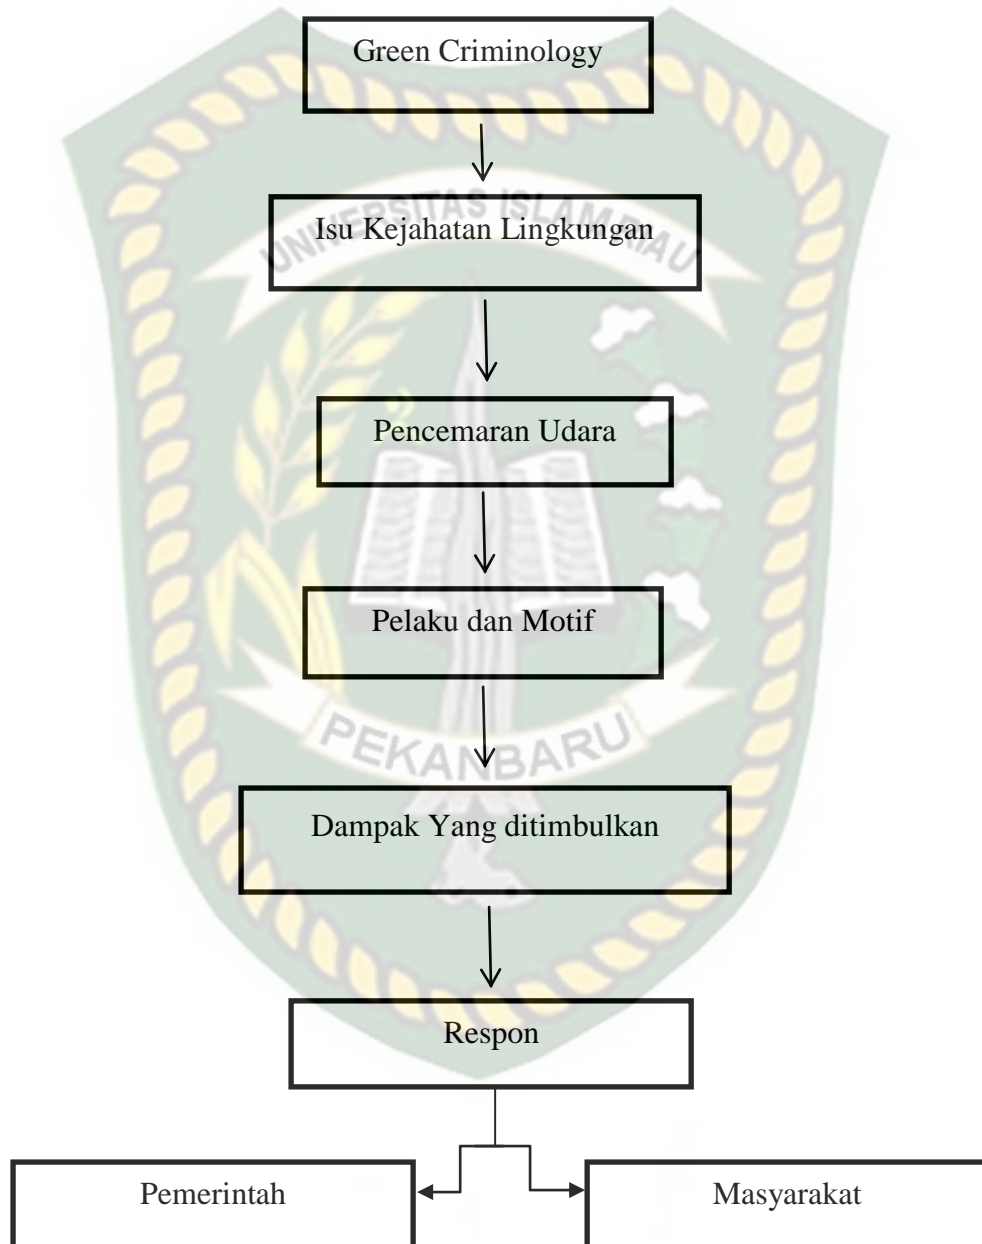 Green Criminology
UNIVERSITAS ISLAM RIAU
Isu Kejahatan Lingkungan
Pencemaran Udara
Pelaku dan Motif
PEKANBARU
Dampak Yang ditimbulkan
Respon
Pemerintah
Masyarakat